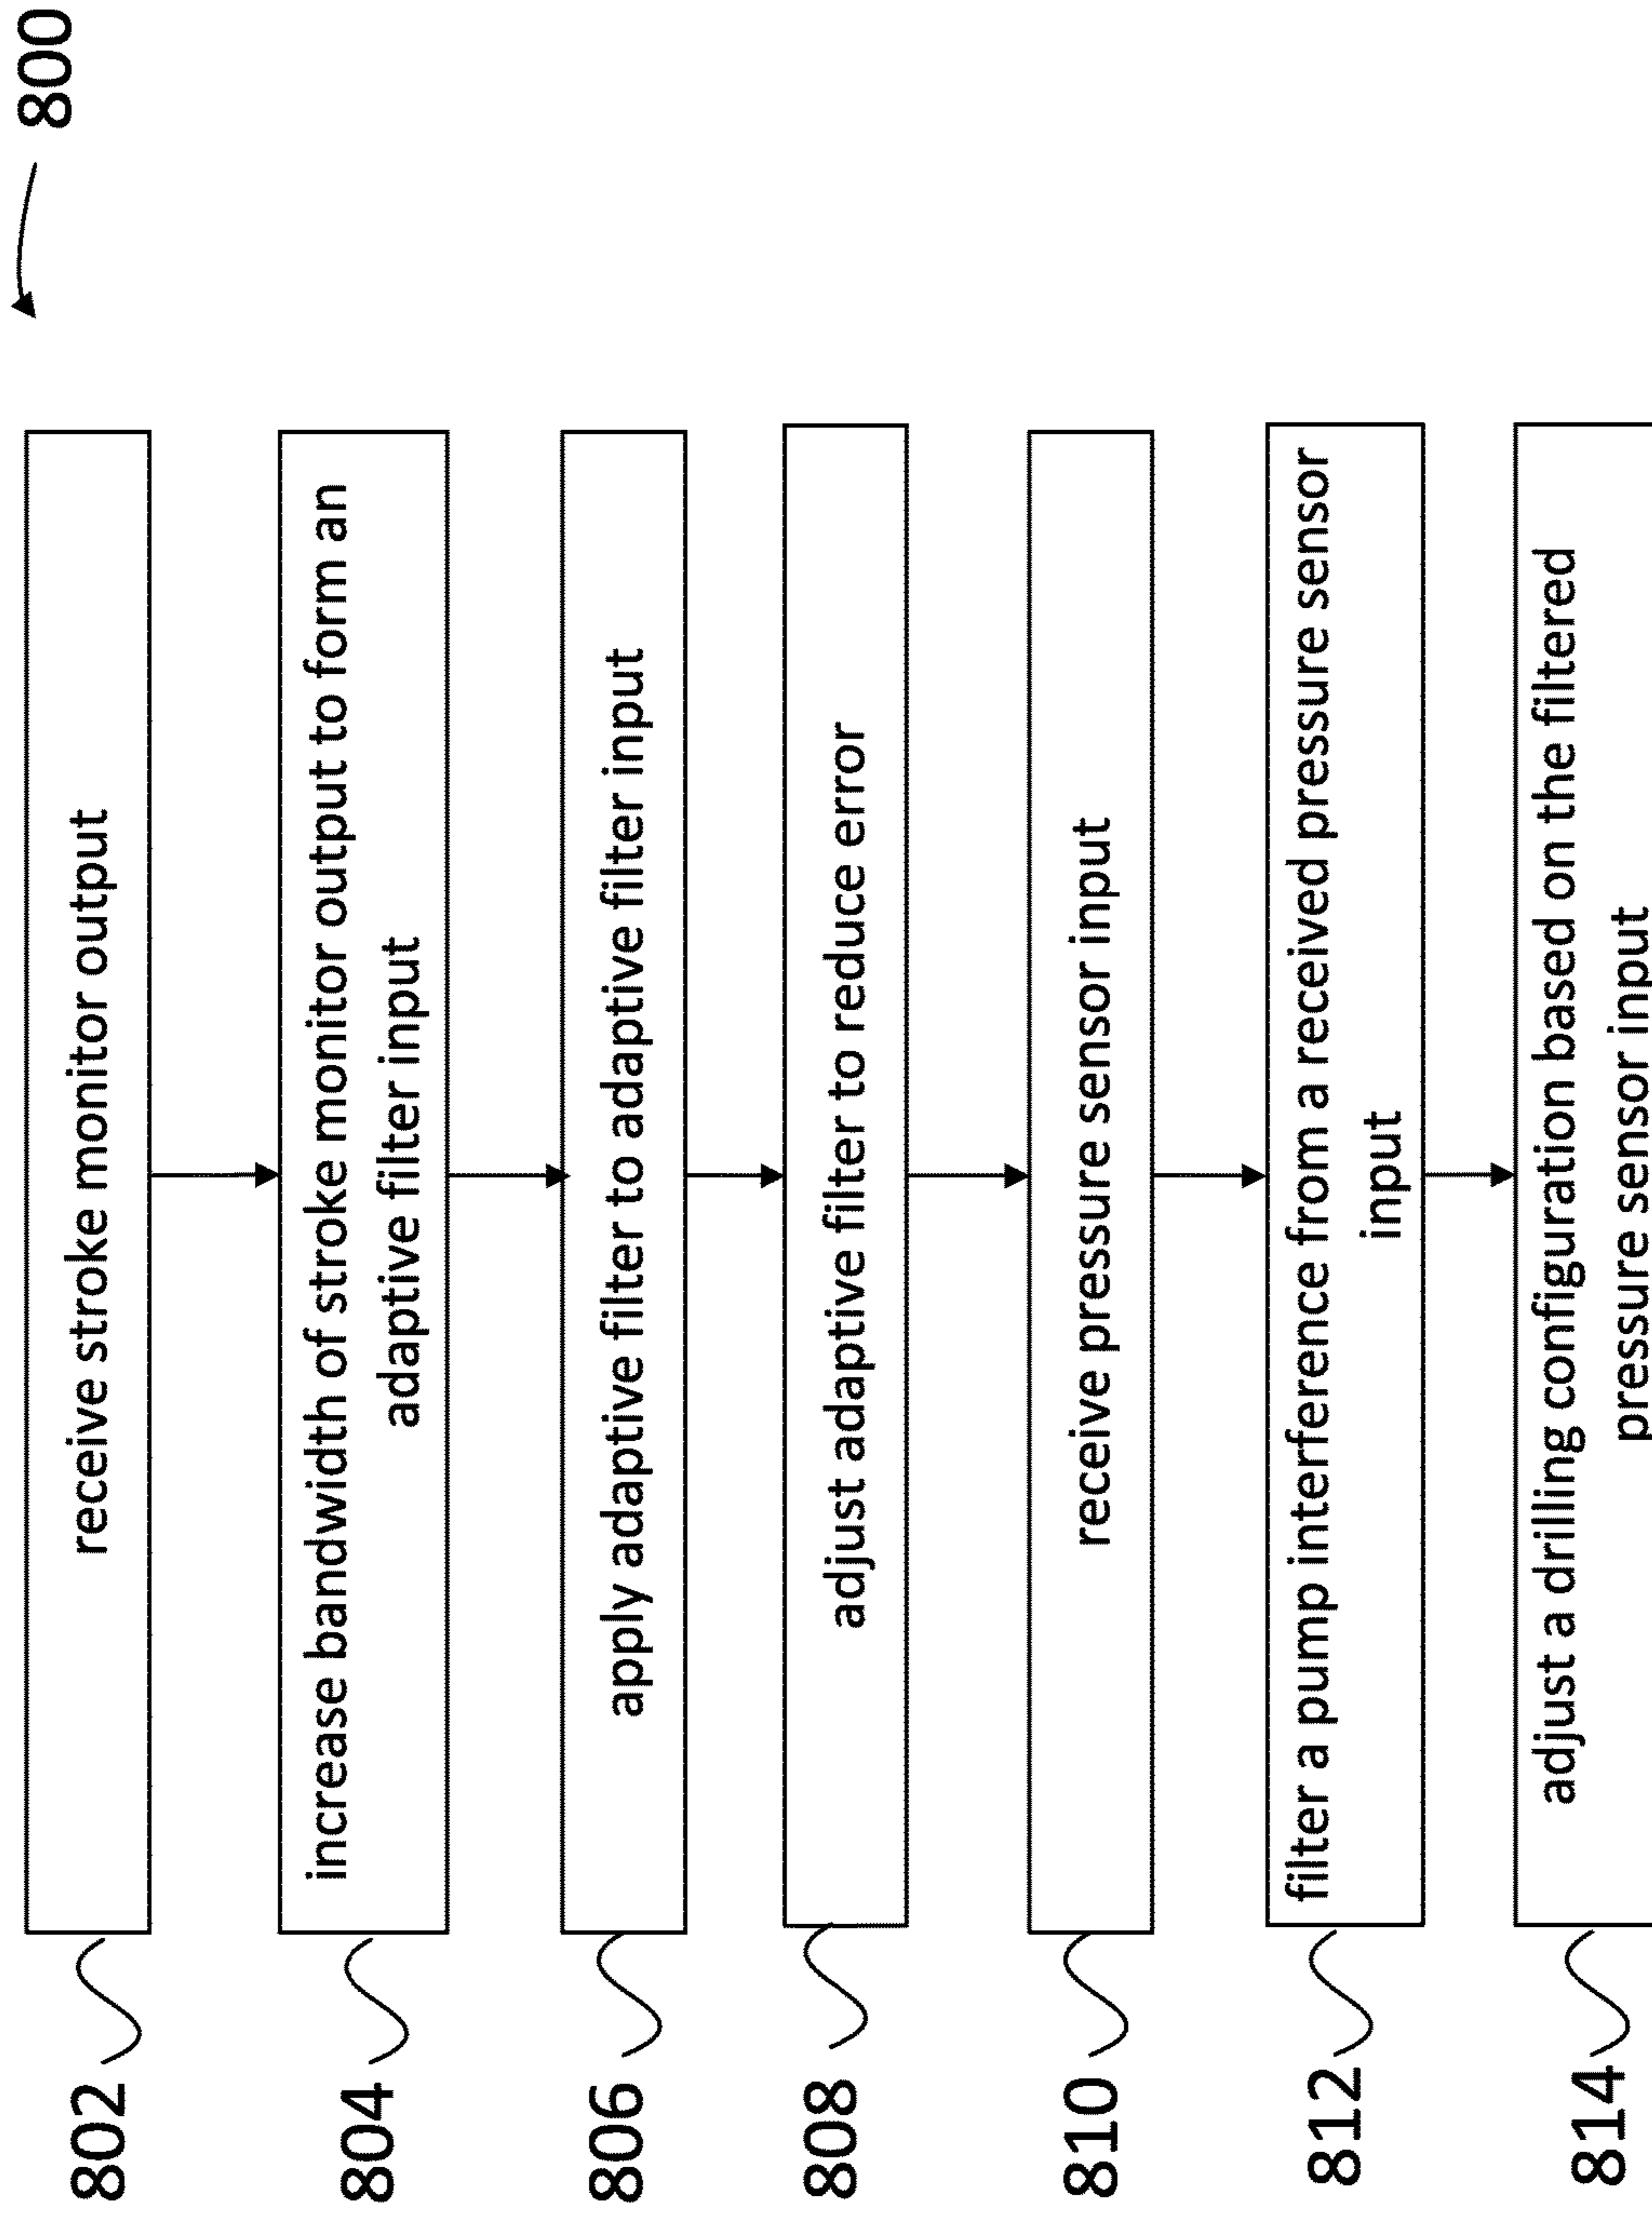 800
802
receive stroke monitor output
804
increase bandwidth of stroke monitor output to form an
adaptive filter input
806
apply adaptive filter to adaptive filter input
808
adjust adaptive filter to reduce error
810
receive pressure sensor input
812
filter a pump interference from a received pressure sensor
input
814
adjust a drilling configuration based on the filtered
pressure sensor input